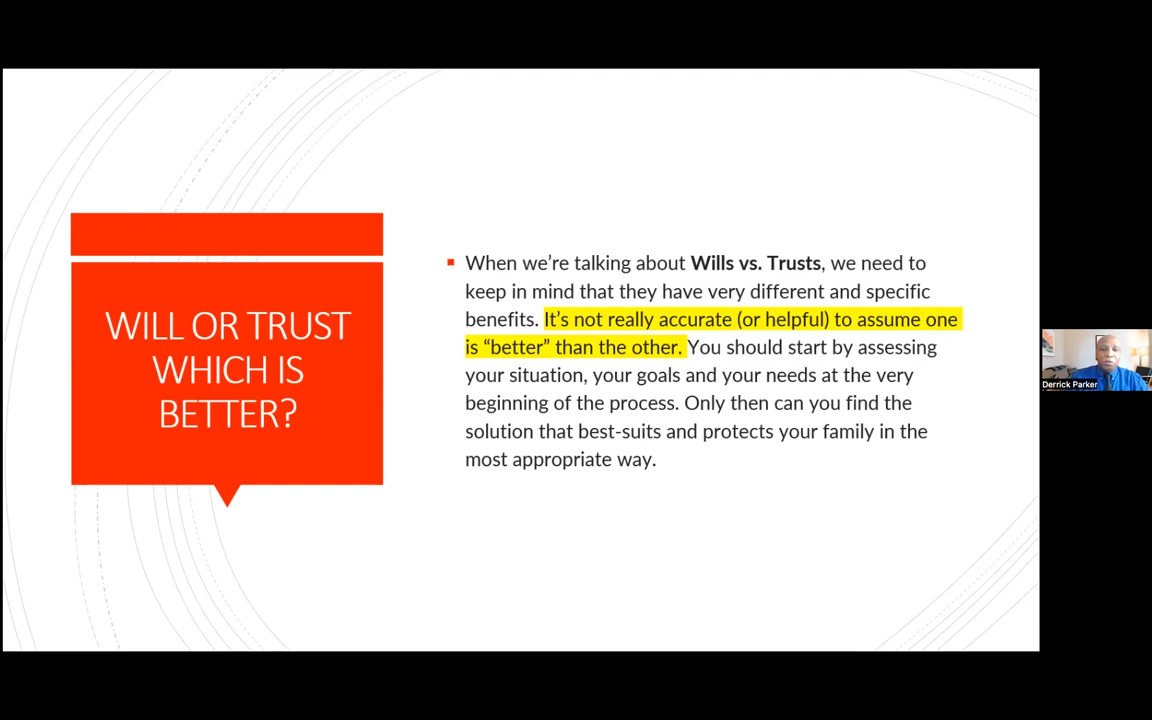 WILL OR TRUST
WHICH IS
BETTER?
▪ When we’re talking about Wills vs. Trusts, we need to
keep in mind that they have very different and specific
benefits. It’s not really accurate (or helpful) to assume one
is “better” than the other. You should start by assessing
your situation, your goals and your needs at the very
beginning of the process. Only then can you find the
solution that best-suits and protects your family in the
most appropriate way.
Derrick Parker